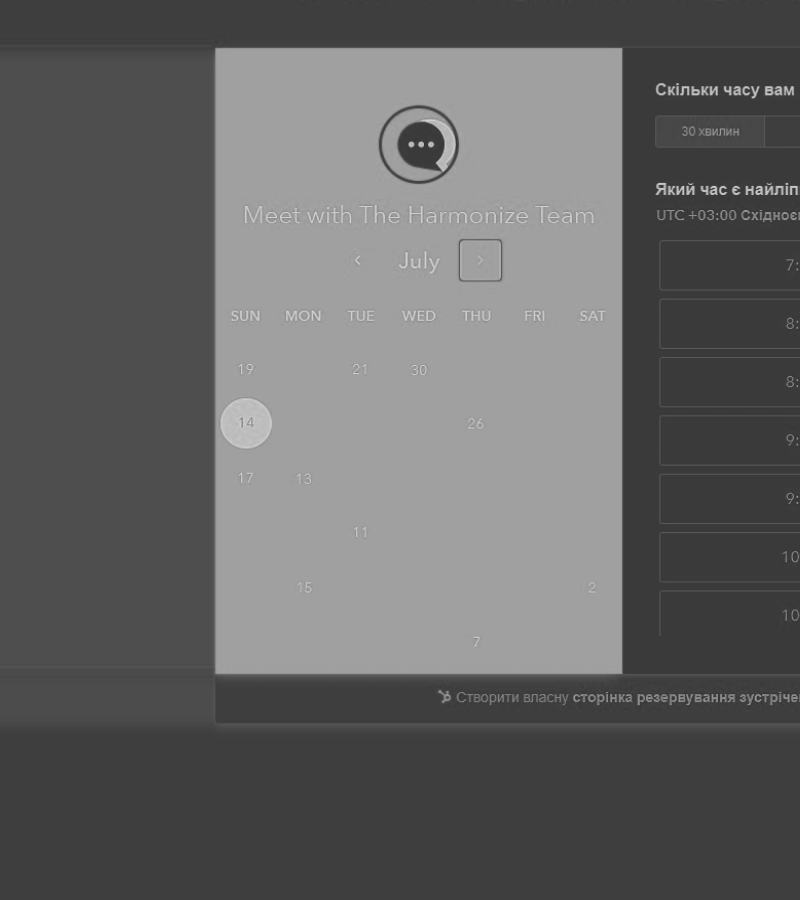 Meet with The Harmonize Team
July
SUN MON TUE WED THU FRI SAT
19 21 30
14 26
17 13
11
15 2
7
Скільки часу вам
30 хвилин
Який час є найліп
UTC +03:00 Східноє
7:
8:
8:
9:
9:
10
10
Створити власну сторінка резервування зустріче